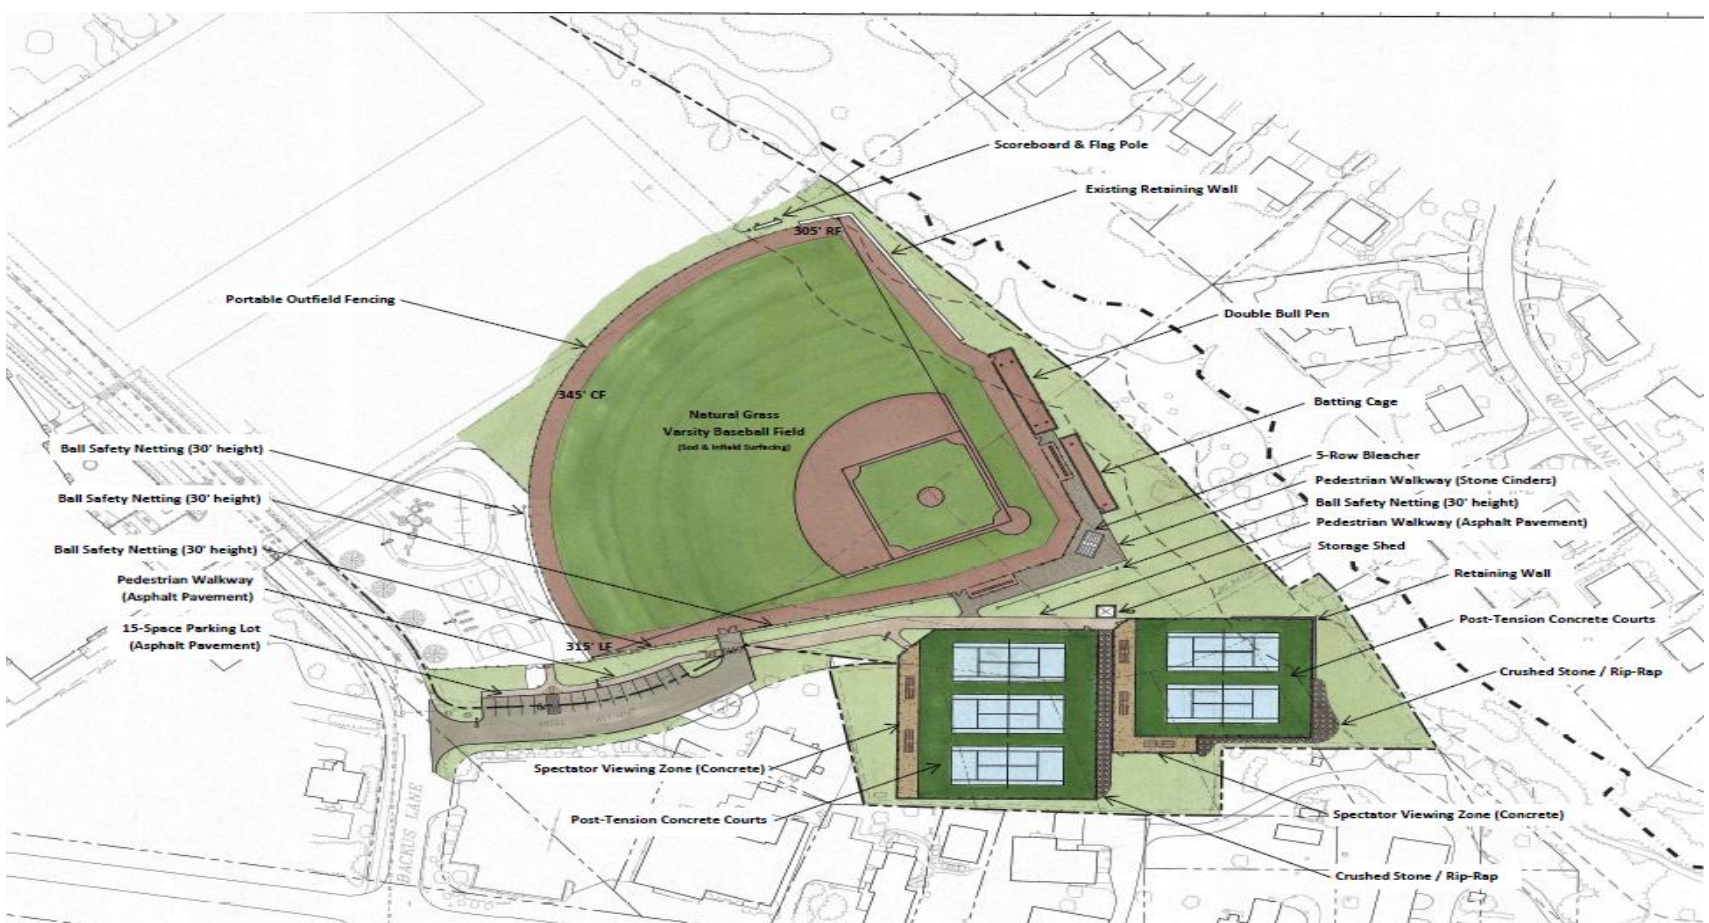 Scoreboard & Flag Pole
Existing Retaining Wall
305' RF
Portable Outfield Fencing
Double Bull Pen
345' CF
Batting Cage
QUAIL LANE
Natural Grass
Varsity Baseball Field
(Sod & Infield Surfacing)
Ball Safety Netting (30' height)
5-Row Bleacher
Pedestrian Walkway (Stone Cinders)
Ball Safety Netting (30' height)
Ball Safety Netting (30' height)
Pedestrian Walkway (Asphalt Pavement)
Storage Shed
Ball Safety Netting (30' height)
Retaining Wall
Pedestrian Walkway
(Asphalt Pavement)
Post-Tension Concrete Courts
15-Space Parking Lot
(Asphalt Pavement)
315' LF
Crushed Stone / Rip-Rap
Spectator Viewing Zone (Concrete)
BACKUS LANE
Post-Tension Concrete Courts
Spectator Viewing Zone (Concrete)
Crushed Stone / Rip-Rap